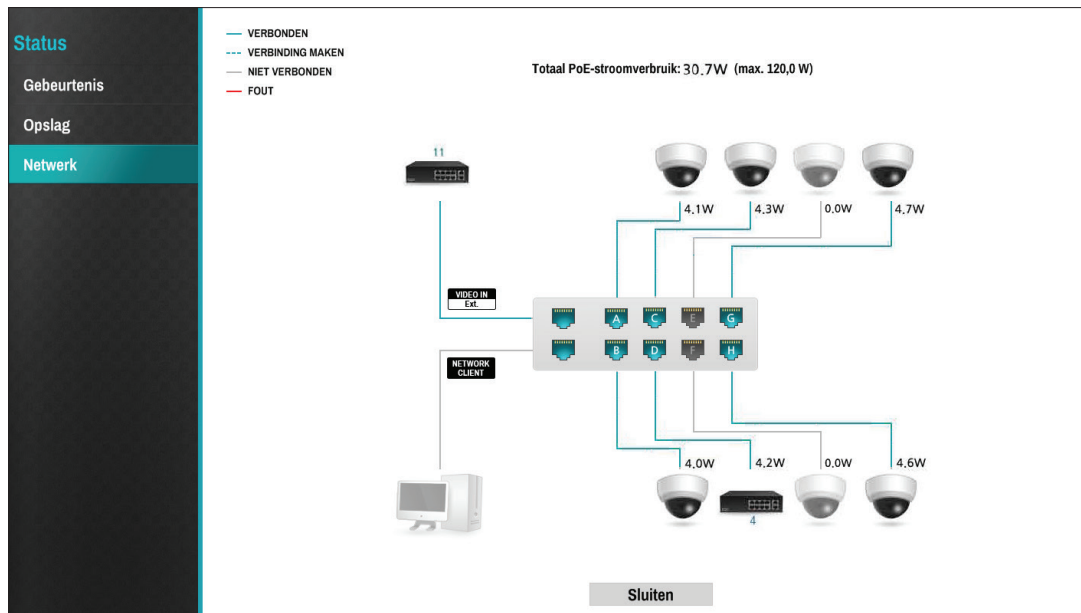 Status
Gebeurtenis
Opslag
Netwerk
VERBONDEN
VERBINDING MAKEN
NIET VERBONDEN
FOUT
Totaal PoE-stroomverbruik: 30.7W (max. 120,0 W)
11
4.1W 4.3W 0.0W 4.7W
VIDEO IN
Ext.
A C E G
B D F H
NETWORK
CLIENT
4.0W 4.2W 0.0W 4.6W
4
Sluiten